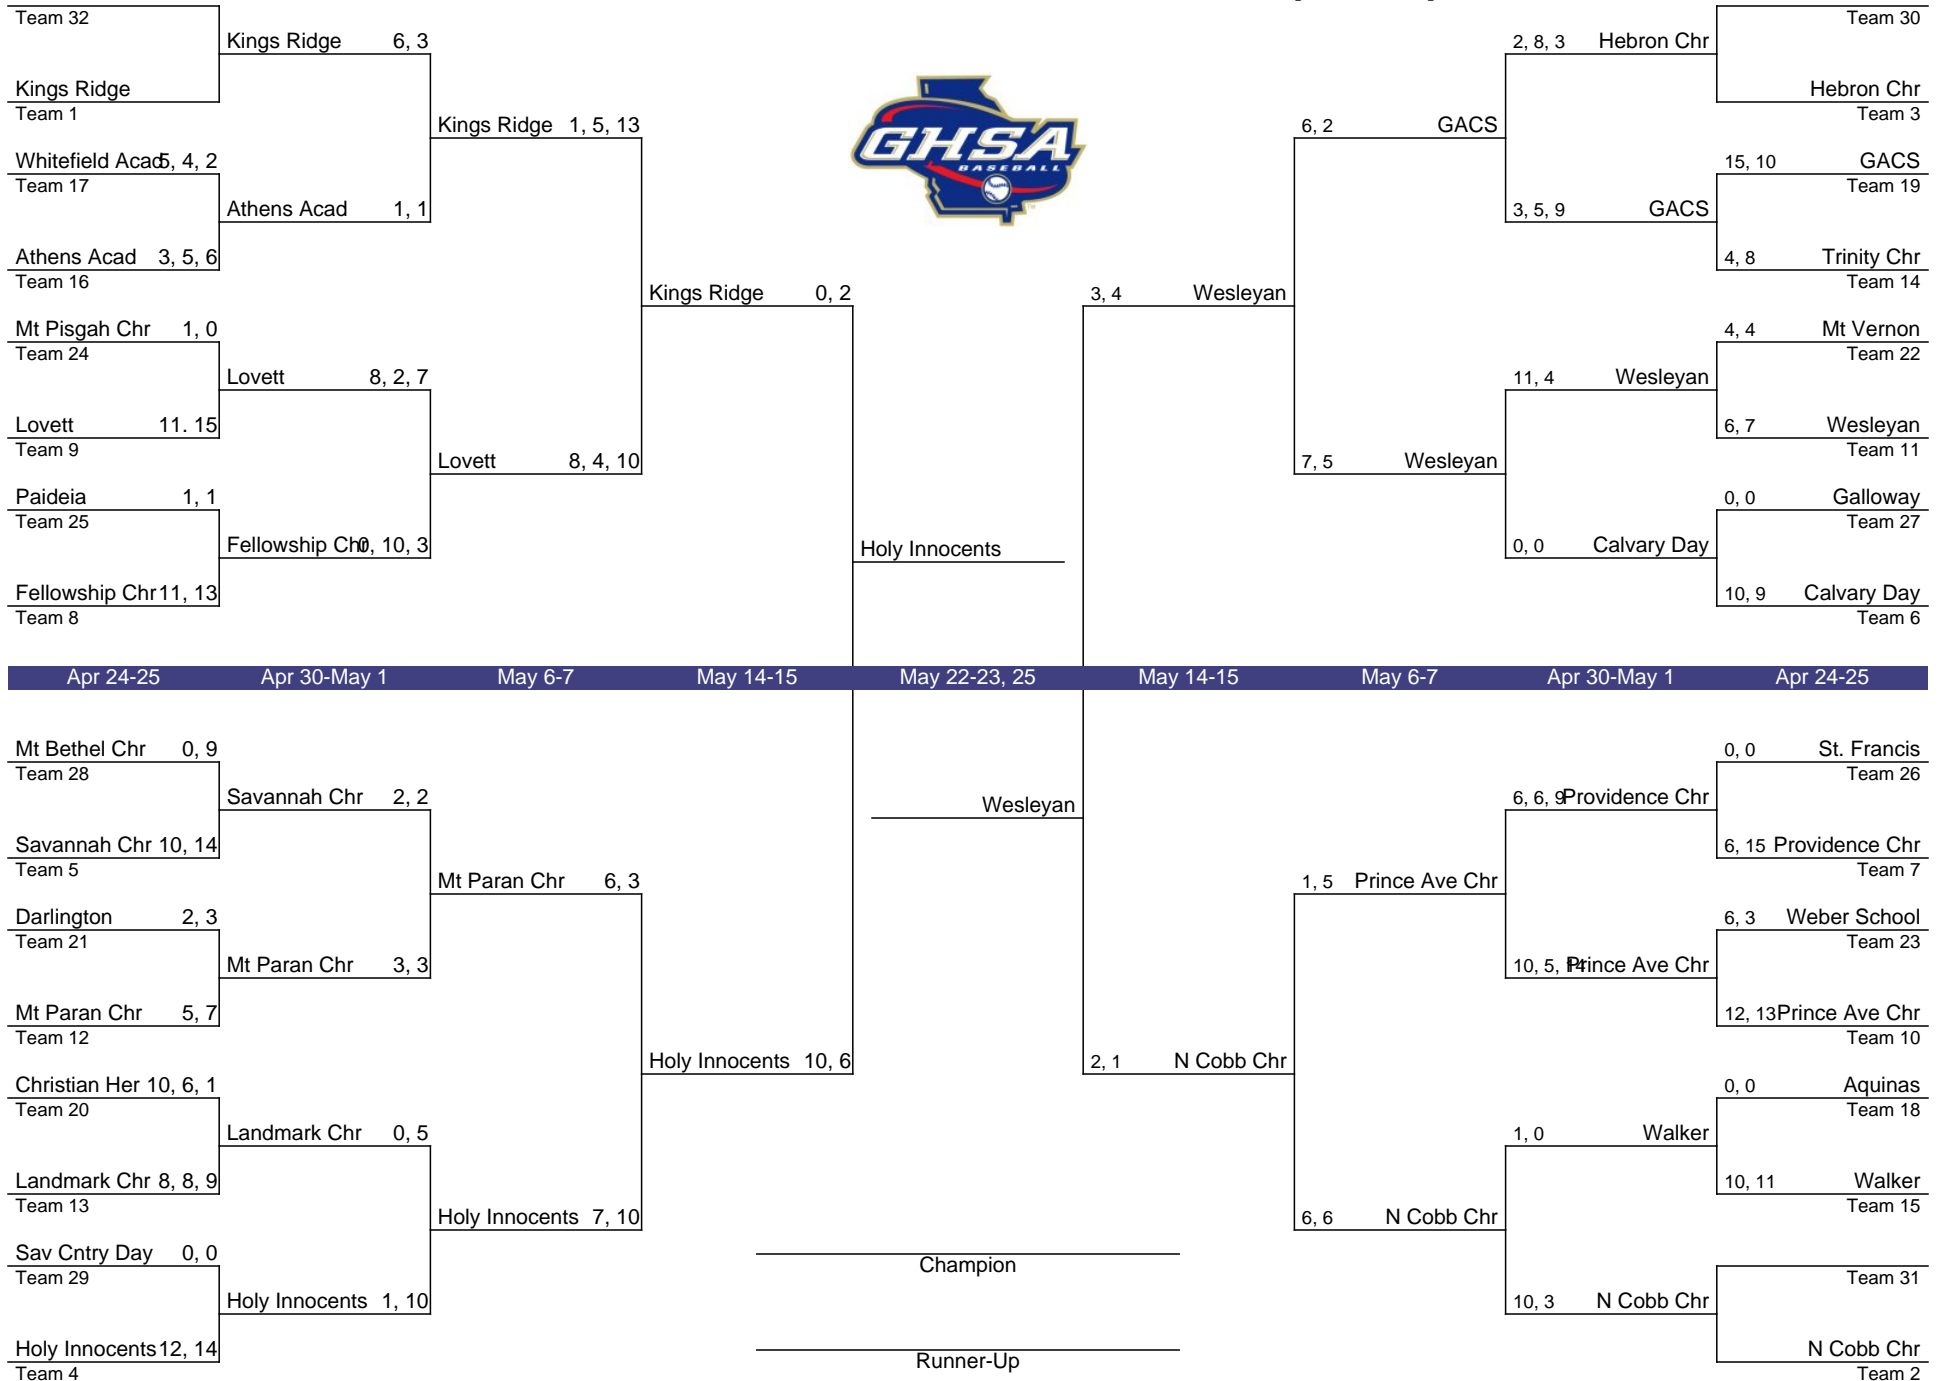 Team 32
Kings Ridge 6, 3
Kings Ridge
Team 1
Kings Ridge 1, 5, 13
Whitefield Acad 5, 4, 2
Team 17
Athens Acad 1, 1
Athens Acad 3, 5, 6
Team 16
Kings Ridge 0, 2
Mt Pisgah Chr 1, 0
Team 24
Lovett 8, 2, 7
Lovett 11. 15
Team 9
Lovett 8, 4, 10
Paideia 1, 1
Team 25
Fellowship Chr 0, 10, 3
Fellowship Chr 11, 13
Team 8
Holy Innocents
GHSA
BASEBALL
Team 30
2, 8, 3 Hebron Chr
Hebron Chr
Team 3
6, 2 GACS
15, 10 GACS
Team 19
3, 5, 9 GACS
4, 8 Trinity Chr
Team 14
3, 4 Wesleyan
4, 4 Mt Vernon
Team 22
11, 4 Wesleyan
6, 7 Wesleyan
Team 11
7, 5 Wesleyan
0, 0 Galloway
Team 27
0, 0 Calvary Day
10, 9 Calvary Day
Team 6
Apr 24-25 Apr 30-May 1 May 6-7 May 14-15 May 22-23, 25 May 14-15 May 6-7 Apr 30-May 1 Apr 24-25
Mt Bethel Chr 0, 9
Team 28
Savannah Chr 2, 2
Savannah Chr 10, 14
Team 5
Mt Paran Chr 6, 3
Darlington 2, 3
Team 21
Mt Paran Chr 3, 3
Mt Paran Chr 5, 7
Team 12
Holy Innocents 10, 6
Christian Her 10, 6, 1
Team 20
Landmark Chr 0, 5
Landmark Chr 8, 8, 9
Team 13
Holy Innocents 7, 10
Sav Cntry Day 0, 0
Team 29
Holy Innocents 1, 10
Holy Innocents 12, 14
Team 4
Wesleyan
Champion
Runner-Up
0, 0 St. Francis
Team 26
6, 6, 9 Providence Chr
6, 15 Providence Chr
Team 7
1, 5 Prince Ave Chr
6, 3 Weber School
Team 23
10, 5, 14 Prince Ave Chr
12, 13 Prince Ave Chr
Team 10
2, 1 N Cobb Chr
0, 0 Aquinas
Team 18
1, 0 Walker
10, 11 Walker
Team 15
6, 6 N Cobb Chr
Team 31
10, 3 N Cobb Chr
N Cobb Chr
Team 2